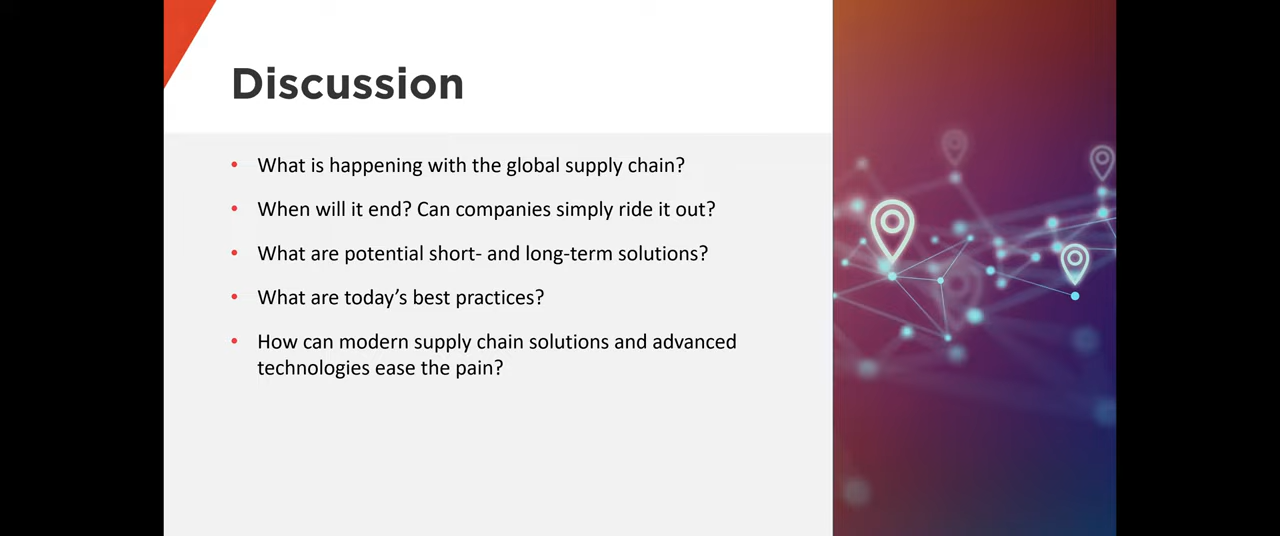 Discussion
• What is happening with the global supply chain?
• When will it end? Can companies simply ride it out?
• What are potential short- and long-term solutions?
• What are today’s best practices?
• How can modern supply chain solutions and advanced
technologies ease the pain?